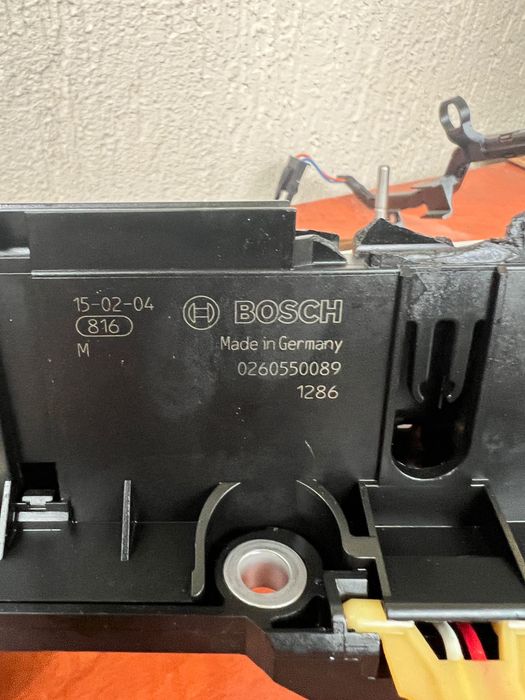 15-02-04
816
M
BOSCH
Made in Germany
0260550089
1286